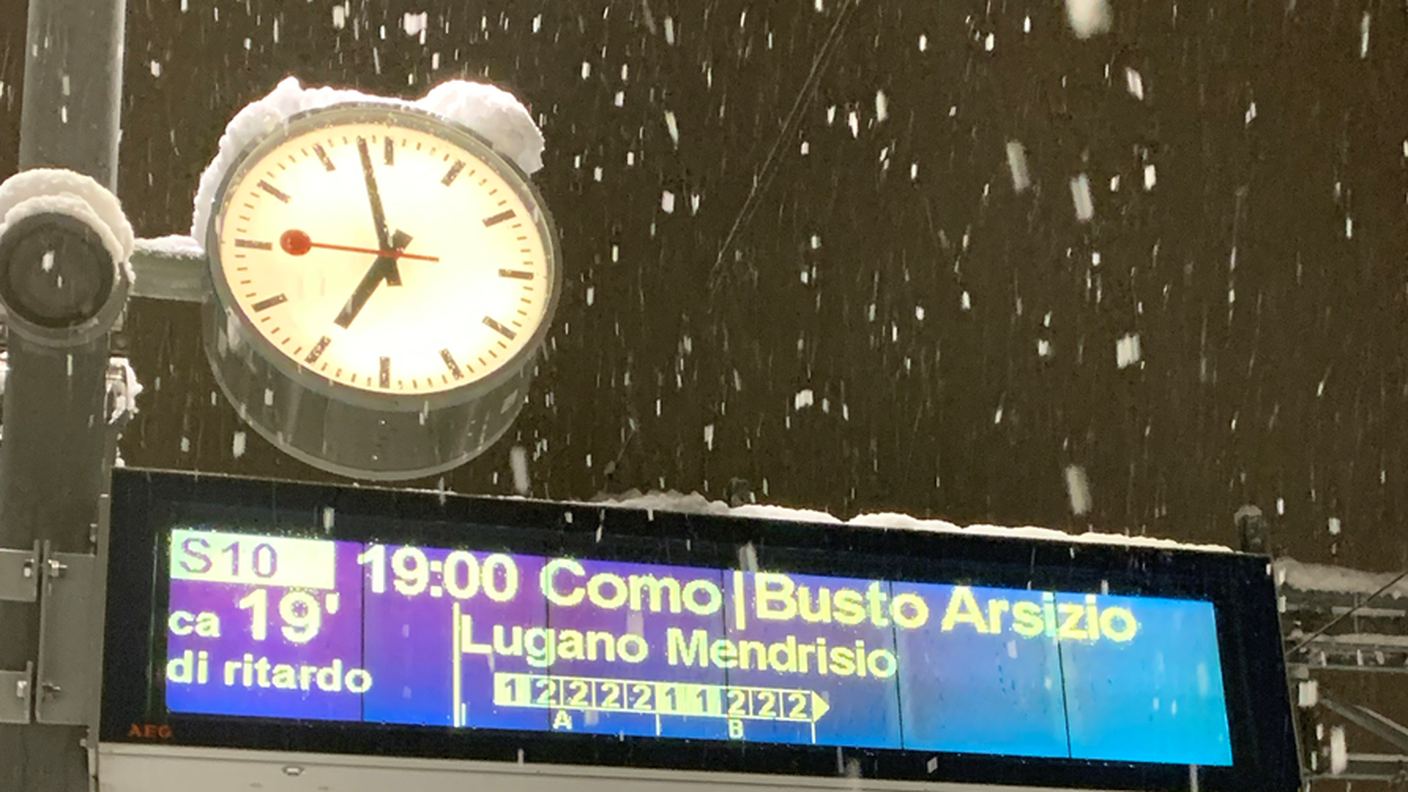 S10 19:00 Como | Busto Arsizio
ca 19' Lugano Mendrisio
di ritardo
1 2 2 2 2 1 1 2 2 2
A B
AEG